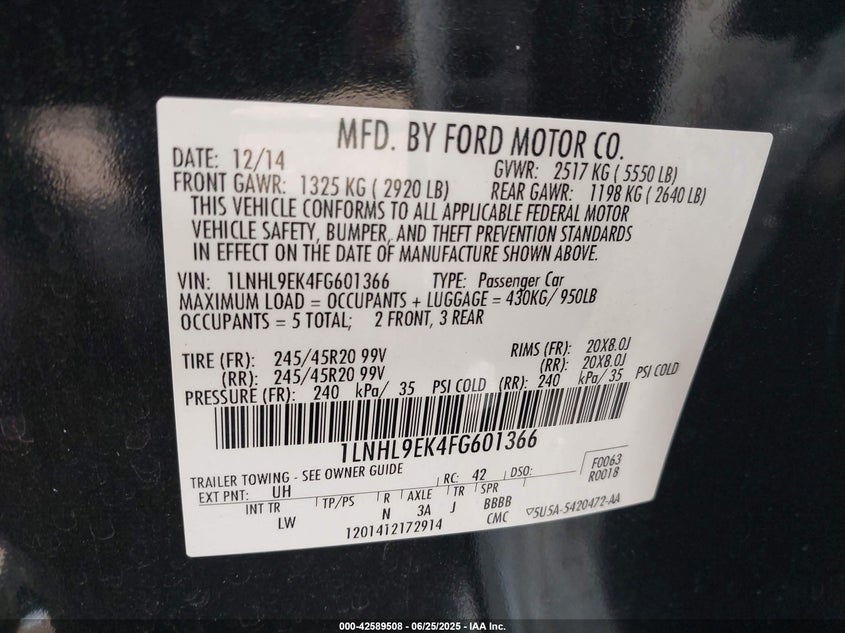 MFD. BY FORD MOTOR CO.
DATE: 12/14 GVWR: 2517 KG ( 5550 LB)
FRONT GAWR: 1325 KG ( 2920 LB) REAR GAWR: 1198 KG ( 2640 LB)
THIS VEHICLE CONFORMS TO ALL APPLICABLE FEDERAL MOTOR
VEHICLE SAFETY, BUMPER, AND THEFT PREVENTION STANDARDS
IN EFFECT ON THE DATE OF MANUFACTURE SHOWN ABOVE.
VIN: 1LNHL9EK4FG601366 TYPE: Passenger Car
MAXIMUM LOAD = OCCUPANTS + LUGGAGE = 430KG/ 950LB
OCCUPANTS = 5 TOTAL; 2 FRONT, 3 REAR
TIRE (FR): 245/45R20 99V RIMS (FR): 20X8.0J
(RR): 245/45R20 99V (RR): 20X8.0J
PRESSURE (FR): 240 kPa/ 35 PSI COLD (RR): 240 kPa/ 35 PSI COLD
1LNHL9EK4FG601366
TRAILER TOWING - SEE OWNER GUIDE
EXT PNT: UH RC: 42 DSO: F0063
R0018
INT TR TP/PS R AXLE TR SPR
LW N 3A J BBBB
CMC
1201412172914
▽5U5A-5420472-AA
000-42589508 - 06/25/2025 - IAA Inc.